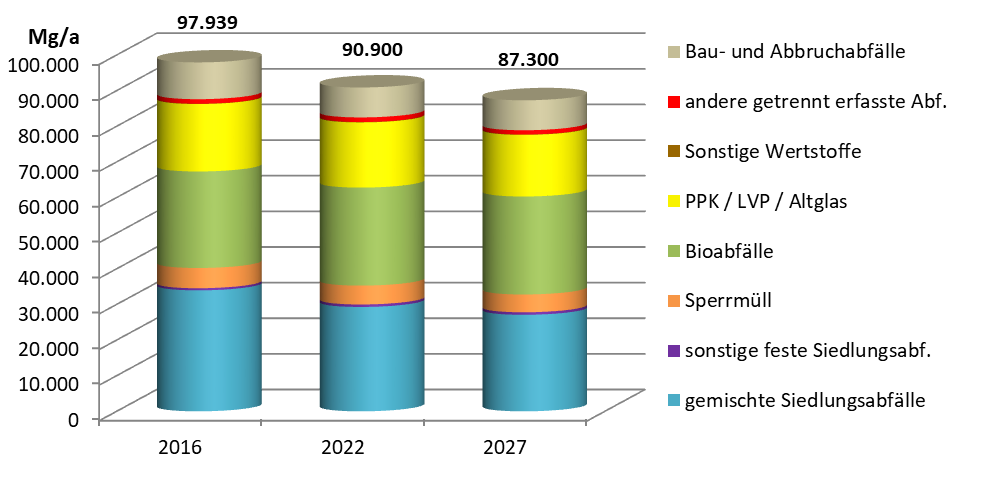 97.939
Mg/a
90.900
87.300
100.000
90.000
80.000
70.000
60.000
50.000
40.000
30.000
20.000
10.000
0
2016
2022
2027
Bau- und Abbruchabfälle
andere getrennt erfasste Abf.
Sonstige Wertstoffe
PPK / LVP / Altglas
Bioabfälle
Sperrmüll
sonstige feste Siedlungsabf.
gemischte Siedlungsabfälle